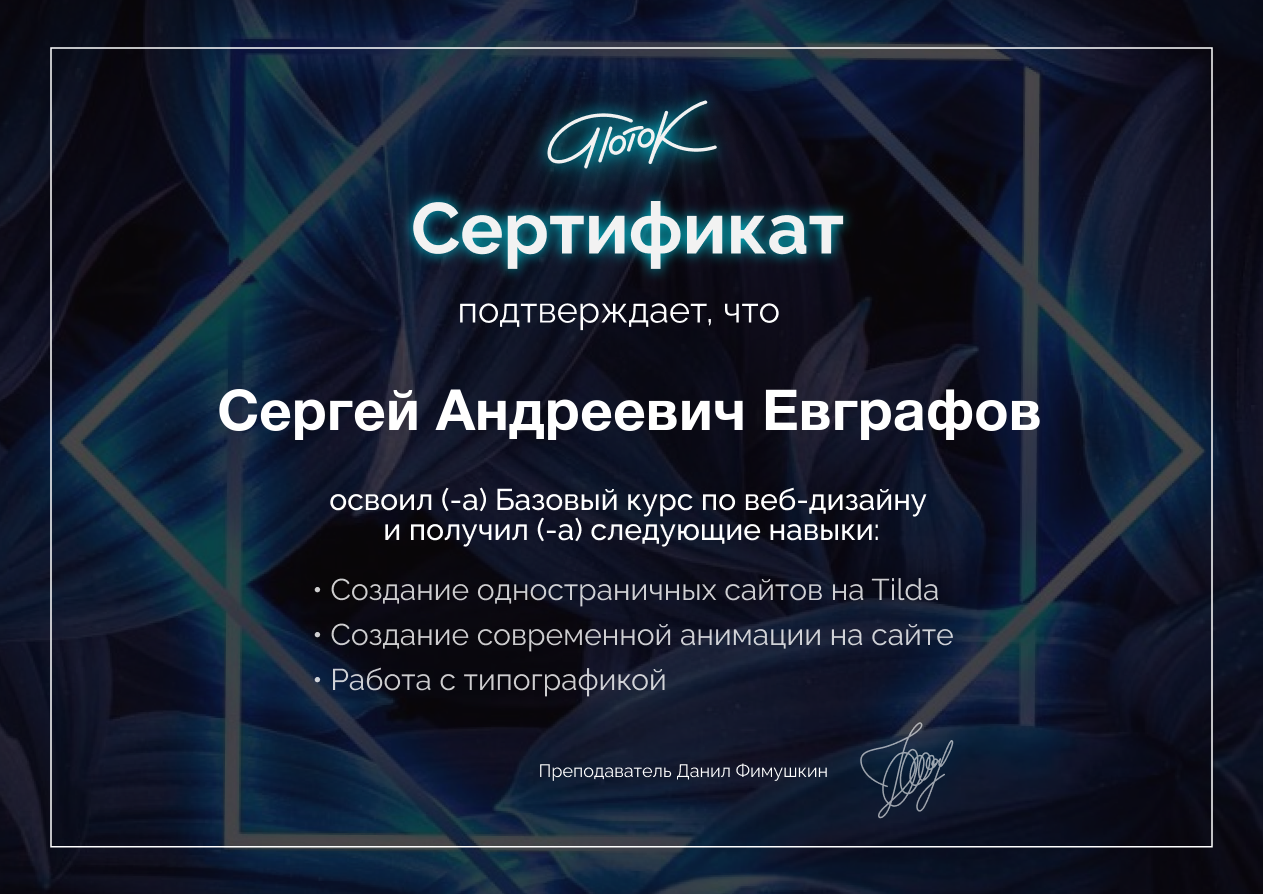 Поток
Сертификат
подтверждает, что
Сергей Андреевич Евграфов
освоил (-а) Базовый курс по веб-дизайну
и получил (-а) следующие навыки:
• Создание одностраничных сайтов на Tilda
• Создание современной анимации на сайте
• Работа с типографикой
Преподаватель Данил Фимушкин